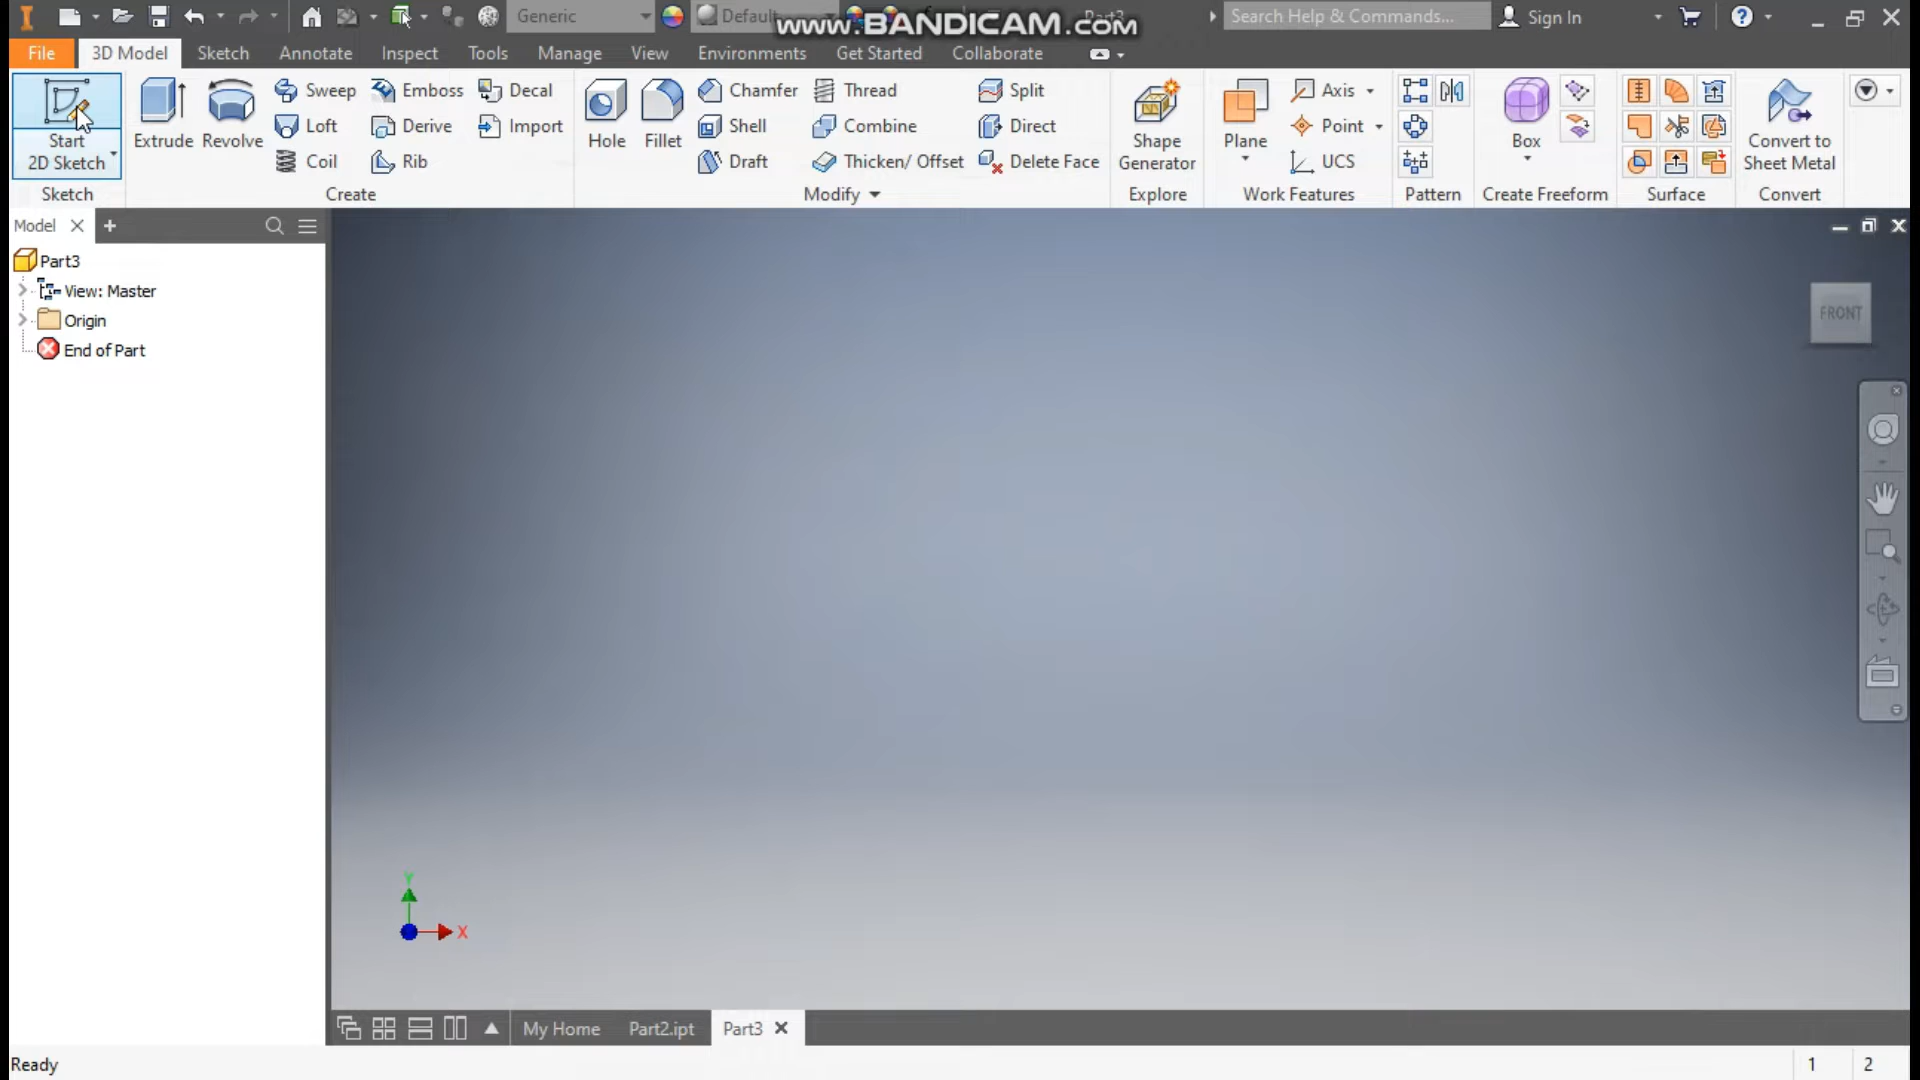 Generic
Default
www.BANDICAM.com
Search Help & Commands...
Sign In
File
3D Model
Sketch
Annotate
Inspect
Tools
Manage
View
Environments
Get Started
Collaborate
Start
2D Sketch
Extrude
Revolve
Sweep
Loft
Coil
Emboss
Derive
Rib
Decal
Import
Hole
Fillet
Chamfer
Shell
Draft
Thread
Combine
Thicken/ Offset
Split
Direct
Delete Face
Shape
Generator
Plane
Axis
Point
UCS
Box
Convert to
Sheet Metal
Sketch
Create
Modify
Explore
Work Features
Pattern
Create Freeform
Surface
Convert
Model
Part3
View: Master
Origin
End of Part
FRONT
Y
X
My Home
Part2.ipt
Part3
Ready
1
2